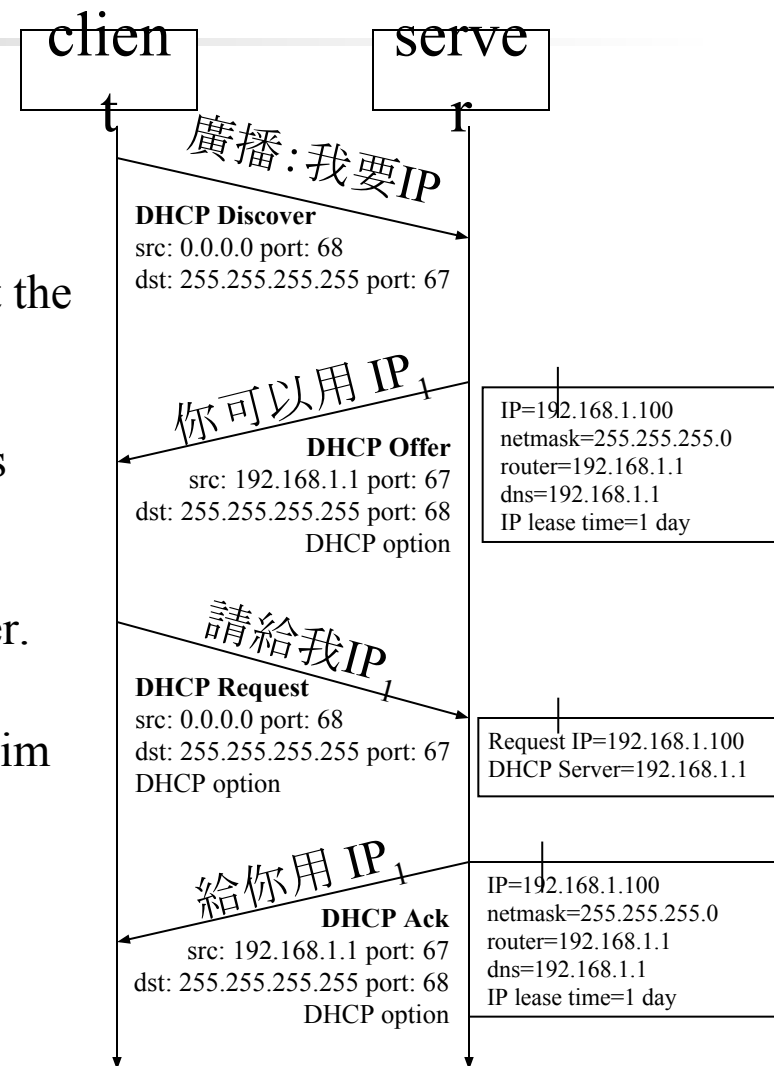 client
server
廣播:我要IP
DHCP Discover
src: 0.0.0.0 port: 68
dst: 255.255.255.255 port: 67
the
你可以用 IP1
DHCP Offer
src: 192.168.1.1 port: 67
dst: 255.255.255.255 port: 68
DHCP option
IP=192.168.1.100
netmask=255.255.255.0
router=192.168.1.1
dns=192.168.1.1
IP lease time=1 day
請給我IP1
DHCP Request
src: 0.0.0.0 port: 68
dst: 255.255.255.255 port: 67
DHCP option
Request IP=192.168.1.100
DHCP Server=192.168.1.1
給你用 IP1
DHCP Ack
src: 192.168.1.1 port: 67
dst: 255.255.255.255 port: 68
DHCP option
IP=192.168.1.100
netmask=255.255.255.0
router=192.168.1.1
dns=192.168.1.1
IP lease time=1 day